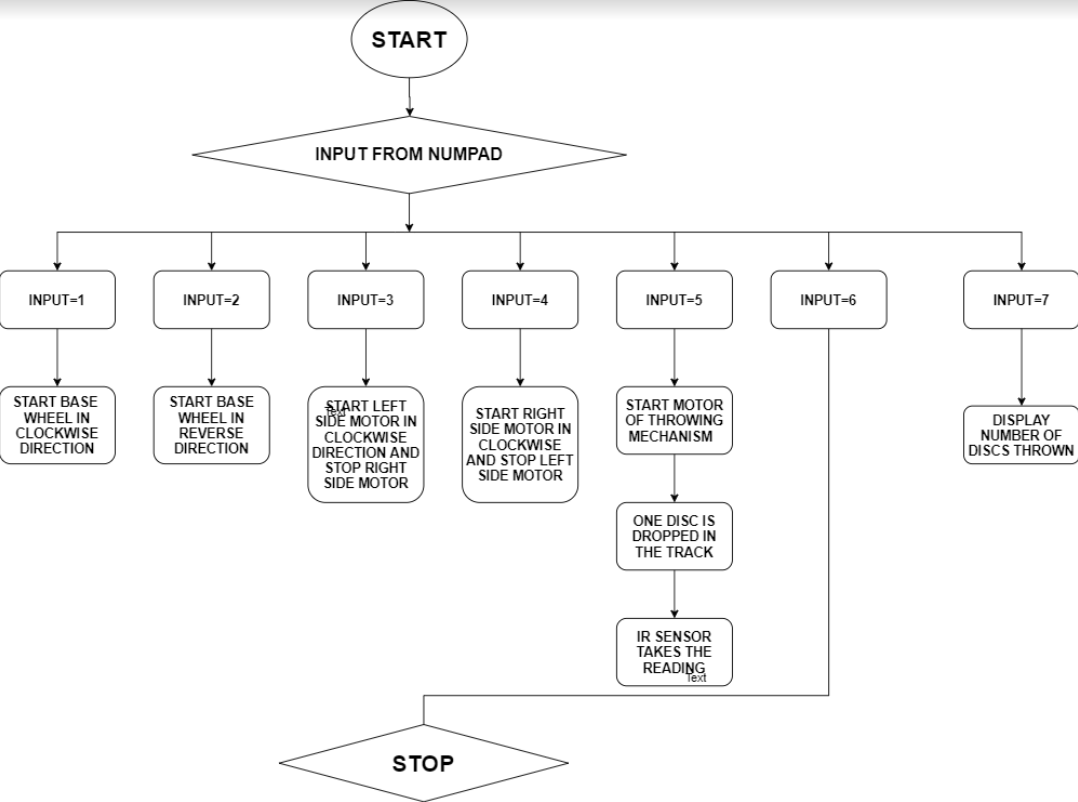 START
INPUT FROM NUMPAD
INPUT=1
INPUT=2
INPUT=3
INPUT=4
INPUT=5
INPUT=6
INPUT=7
START BASE
WHEEL IN
CLOCKWISE
DIRECTION
START BASE
WHEEL IN
REVERSE
DIRECTION
START LEFT
Text
SIDE MOTOR IN
CLOCKWISE
DIRECTION AND
STOP RIGHT
SIDE MOTOR
START RIGHT
SIDE MOTOR IN
CLOCKWISE
AND STOP LEFT
SIDE MOTOR
START MOTOR
OF THROWING
MECHANISM
ONE DISC IS
DROPPED IN
THE TRACK
IR SENSOR
TAKES THE
READING
Text
DISPLAY
NUMBER OF
DISCS THROWN
STOP